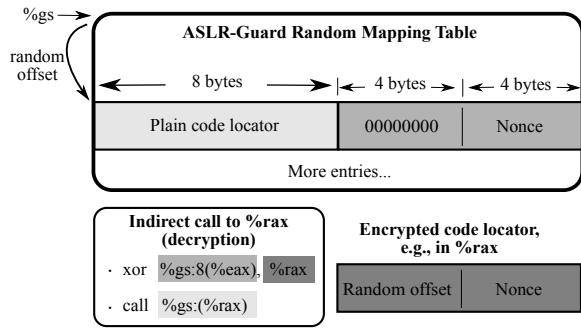 %gs
random
offset
ASLR-Guard Random Mapping Table
8 bytes
4 bytes
4 bytes
Plain code locator
00000000
Nonce
More entries...
Indirect call to %rax
(decryption)
· xor %gs:8(%eax), %rax
· call %gs:(%rax)
Encrypted code locator,
e.g., in %rax
Random offset
Nonce